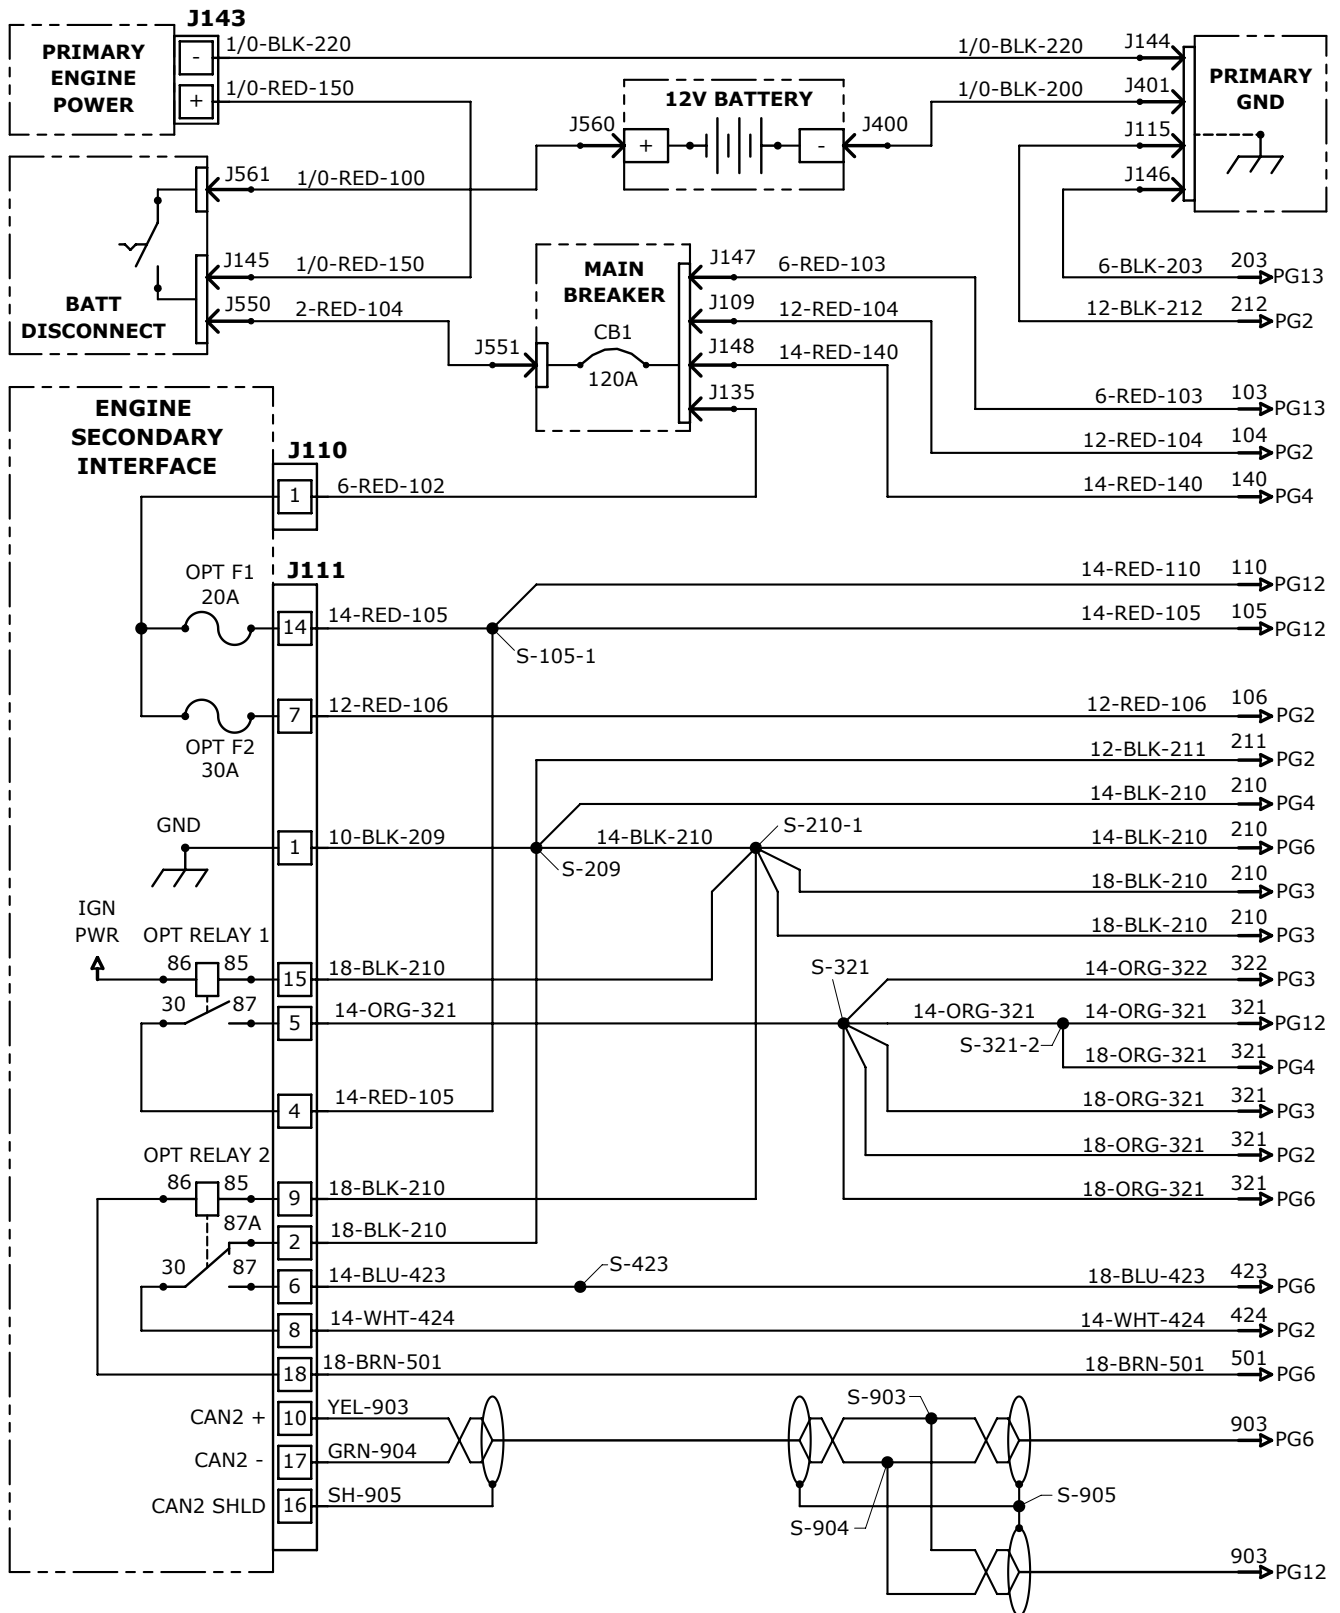 J143
PRIMARY
ENGINE
POWER
-
+
1/0-BLK-220
1/0-RED-150
1/0-BLK-220
J144
PRIMARY
GND
12V BATTERY
1/0-BLK-200
J401
J560
+
-
J400
J115
J146
J561
1/0-RED-100
J145
1/0-RED-150
J550
2-RED-104
BATT
DISCONNECT
MAIN
BREAKER
CB1
120A
J551
J147
6-RED-103
J109
12-RED-104
J148
14-RED-140
J135
6-BLK-203
203
PG13
12-BLK-212
212
PG2
6-RED-103
103
PG13
12-RED-104
104
PG2
14-RED-140
140
PG4
ENGINE
SECONDARY
INTERFACE
J110
1
6-RED-102
J111
OPT F1
20A
14
14-RED-105
S-105-1
14-RED-110
110
PG12
14-RED-105
105
PG12
OPT F2
30A
7
12-RED-106
12-RED-106
106
PG2
12-BLK-211
211
PG2
14-BLK-210
210
PG4
GND
1
10-BLK-209
S-209
14-BLK-210
S-210-1
14-BLK-210
210
PG6
18-BLK-210
210
PG3
18-BLK-210
210
PG3
IGN
PWR
OPT RELAY 1
86
85
15
18-BLK-210
30
87
5
14-ORG-321
S-321
14-ORG-322
322
PG3
14-ORG-321
S-321-2
14-ORG-321
321
PG12
18-ORG-321
321
PG4
4
14-RED-105
18-ORG-321
321
PG3
18-ORG-321
321
PG2
18-ORG-321
321
PG6
OPT RELAY 2
86
85
9
18-BLK-210
87A
2
18-BLK-210
30
87
6
14-BLU-423
S-423
18-BLU-423
423
PG6
8
14-WHT-424
14-WHT-424
424
PG2
18
18-BRN-501
18-BRN-501
501
PG6
CAN2 +
10
YEL-903
S-903
903
PG6
CAN2 -
17
GRN-904
CAN2 SHLD
16
SH-905
S-904
S-905
903
PG12